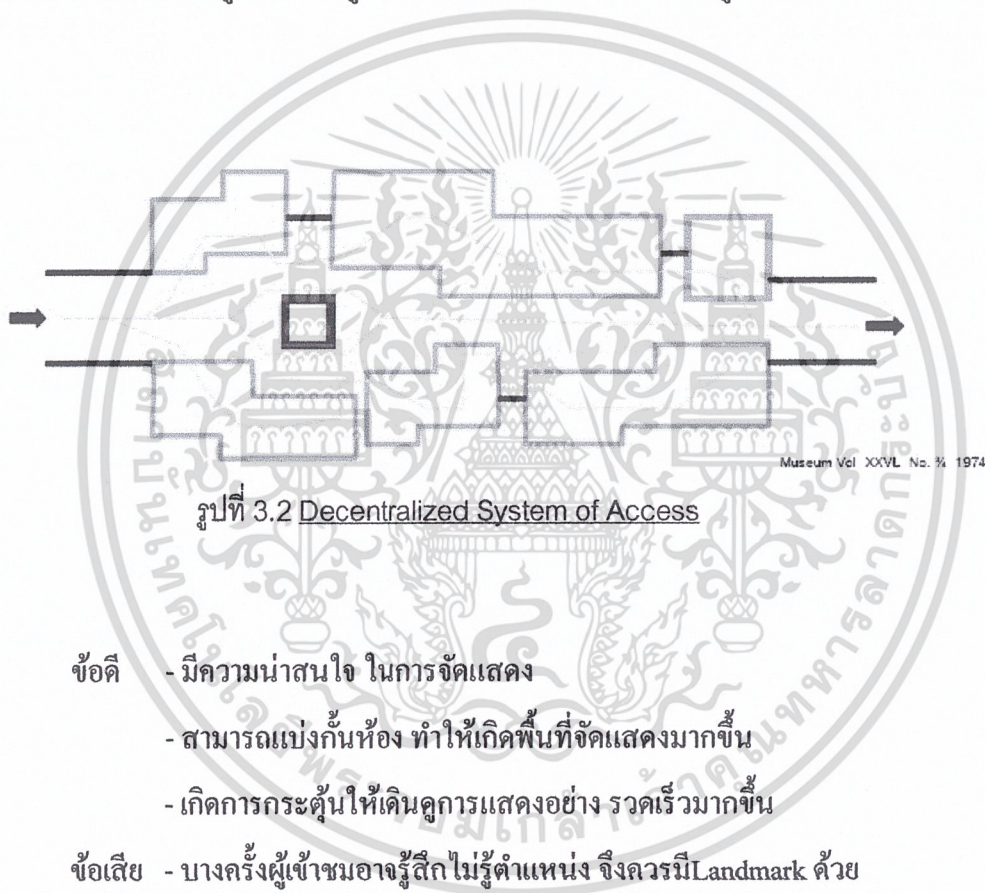 Museum Vol XXVL No. ¾ 1974
รูปที่ 3.2 Decentralized System of Access
ข้อดี - มีความน่าสนใจ ในการจัดแสดง
- สามารถแบ่งกั้นห้อง ทำให้เกิดพื้นที่จัดแสดงมากขึ้น
- เกิดการกระตุ้นให้เดินดูการแสดงอย่าง รวดเร็วมากขึ้น
ข้อเสีย - บางครั้งผู้เข้าชมอาจรู้สึกไม่รู้ตำแหน่ง จึงควรมีLandmark ด้วย